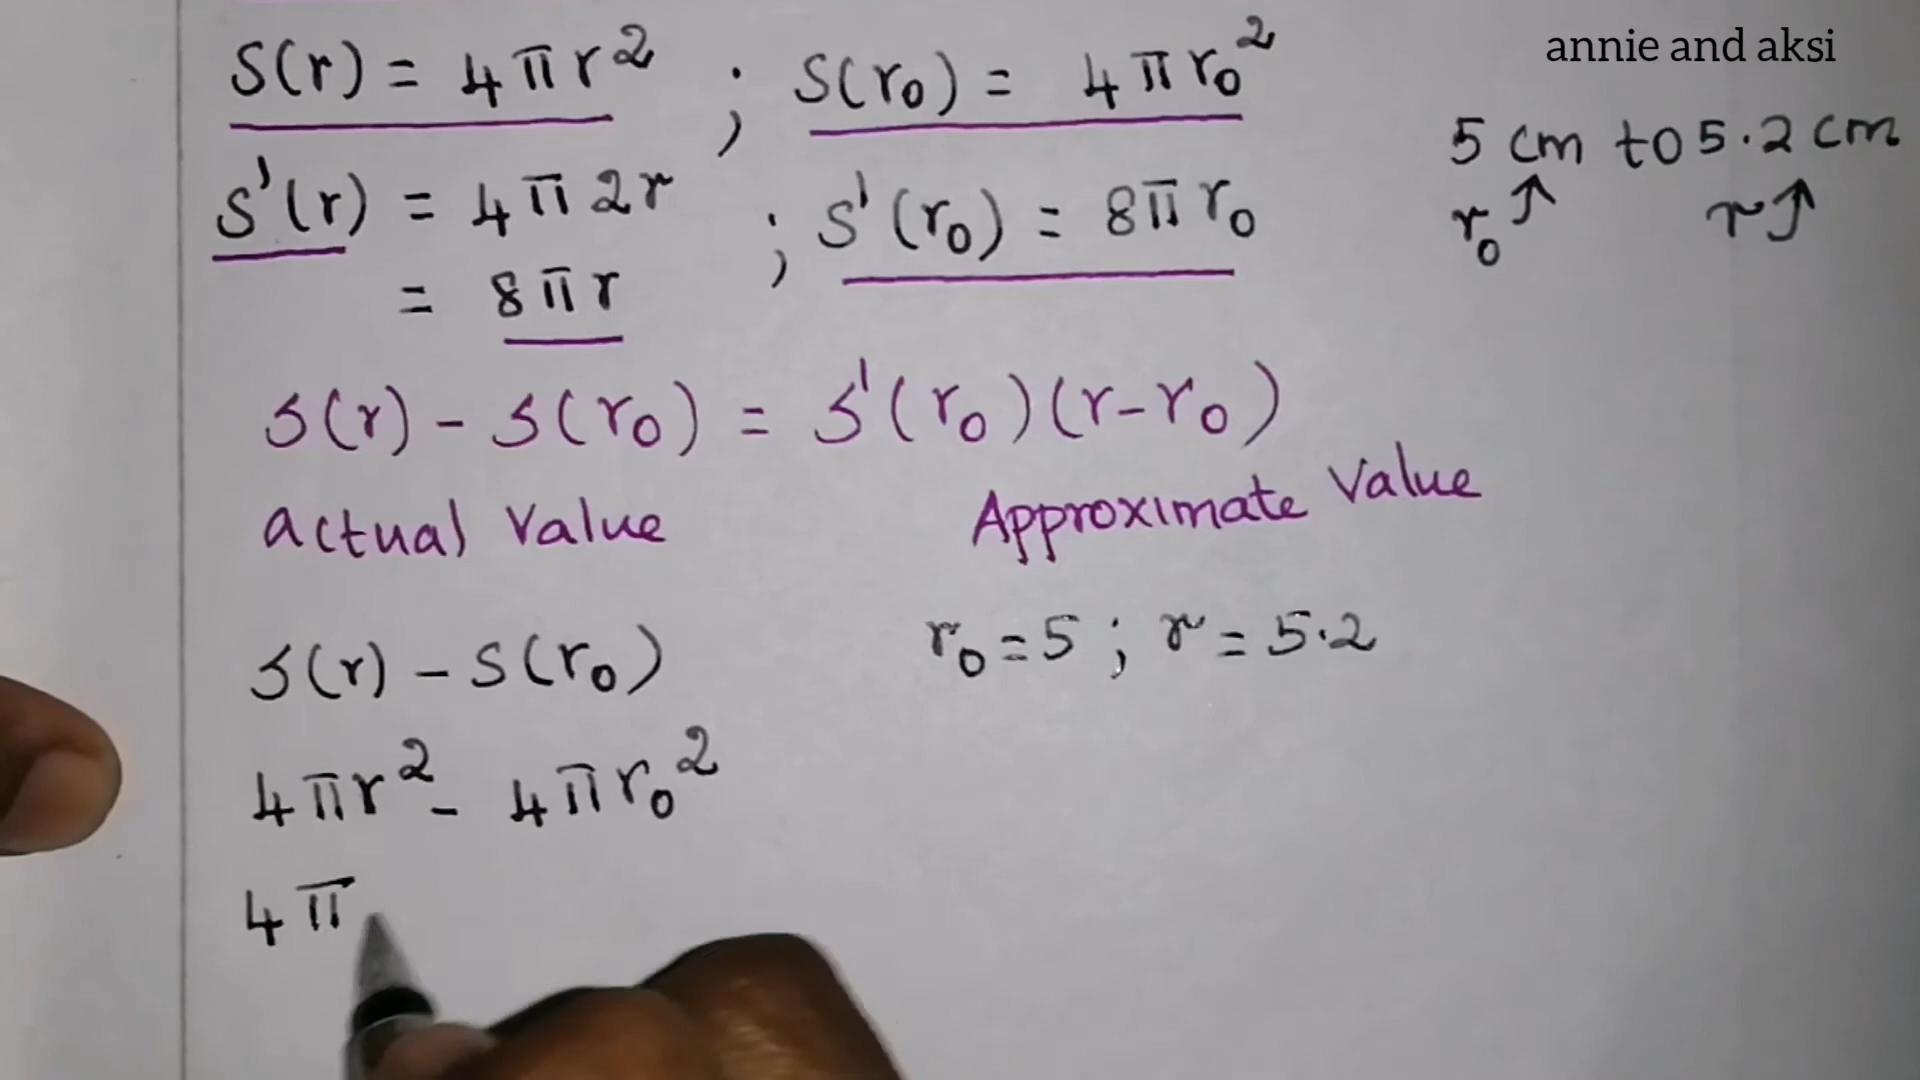 annie and aksi
S(r) = 4πr² ; S(r₀) = 4πr₀²
5 cm to 5.2 cm
r₀↑ r↑
S'(r) = 4π2r ; S'(r₀) = 8πr₀
= 8πr
S(r) - S(r₀) = S'(r₀)(r-r₀)
actual value Approximate value
S(r) - S(r₀) r₀=5 ; r=5.2
4πr² - 4πr₀²
4π